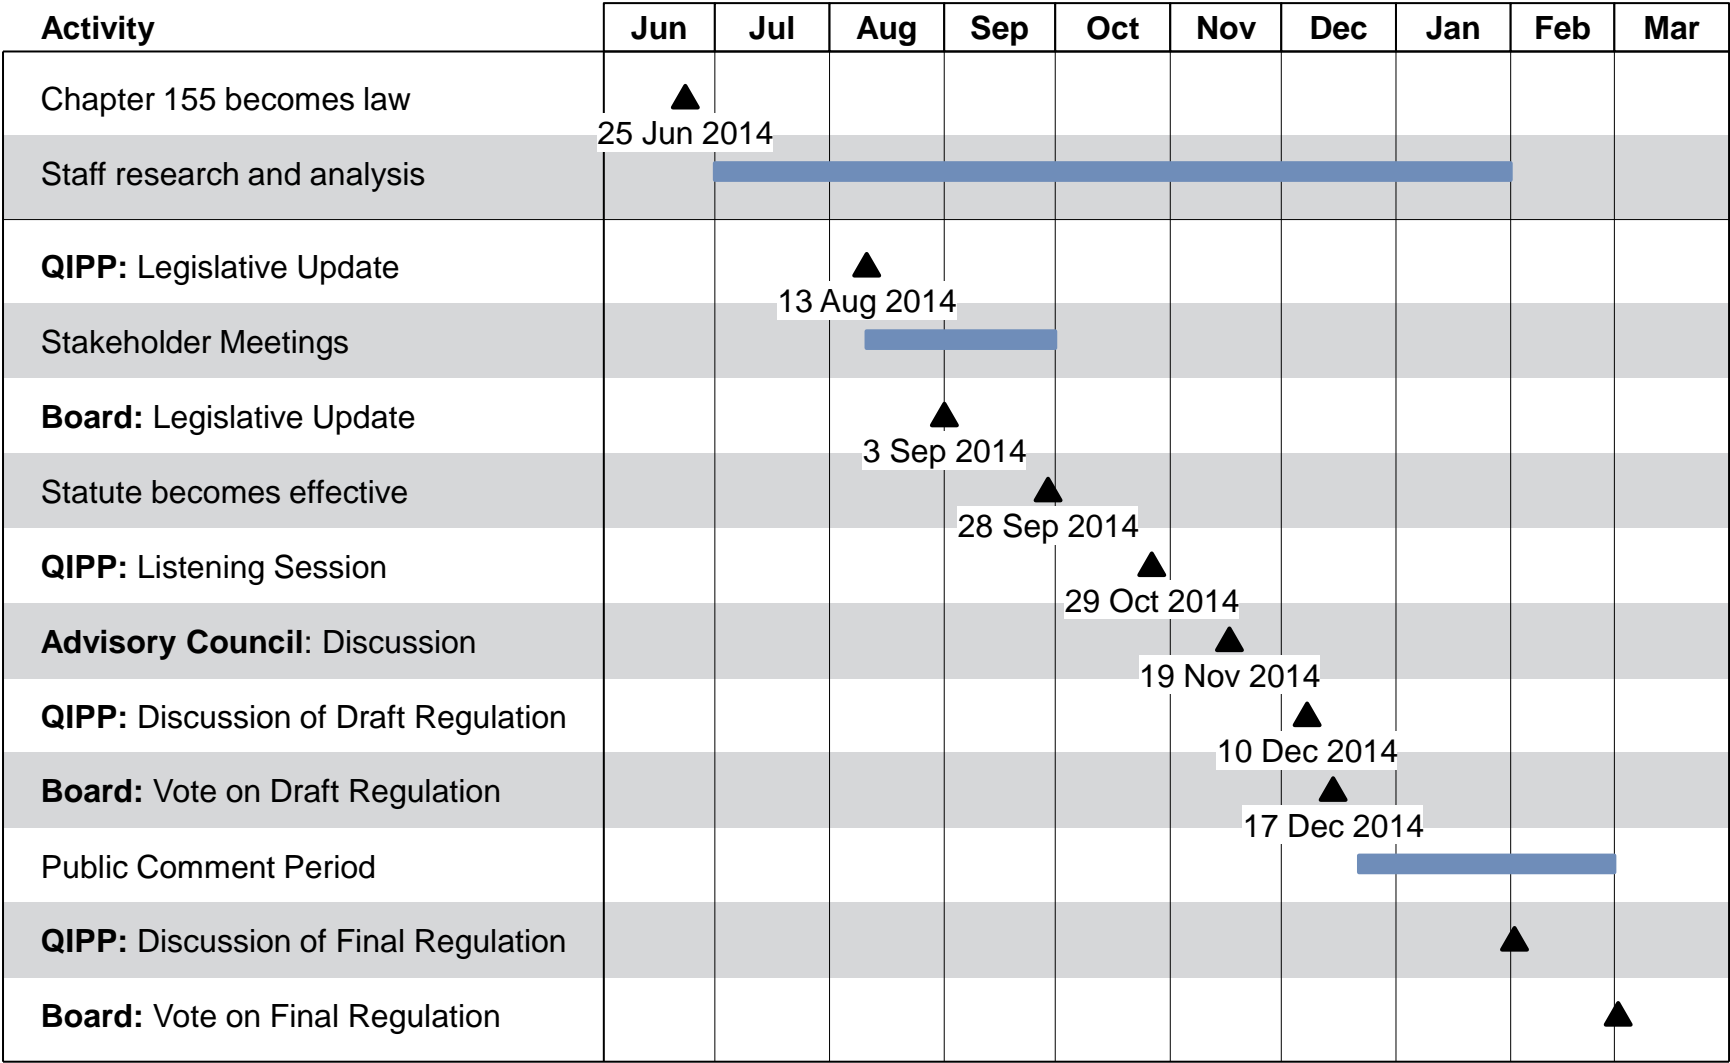 Activity Jun Jul Aug Sep Oct Nov Dec Jan Feb Mar
Chapter 155 becomes law
25 Jun 2014
Staff research and analysis
QIPP: Legislative Update
13 Aug 2014
Stakeholder Meetings
Board: Legislative Update
3 Sep 2014
Statute becomes effective
28 Sep 2014
QIPP: Listening Session
29 Oct 2014
Advisory Council: Discussion
19 Nov 2014
QIPP: Discussion of Draft Regulation
10 Dec 2014
Board: Vote on Draft Regulation
17 Dec 2014
Public Comment Period
QIPP: Discussion of Final Regulation
Board: Vote on Final Regulation